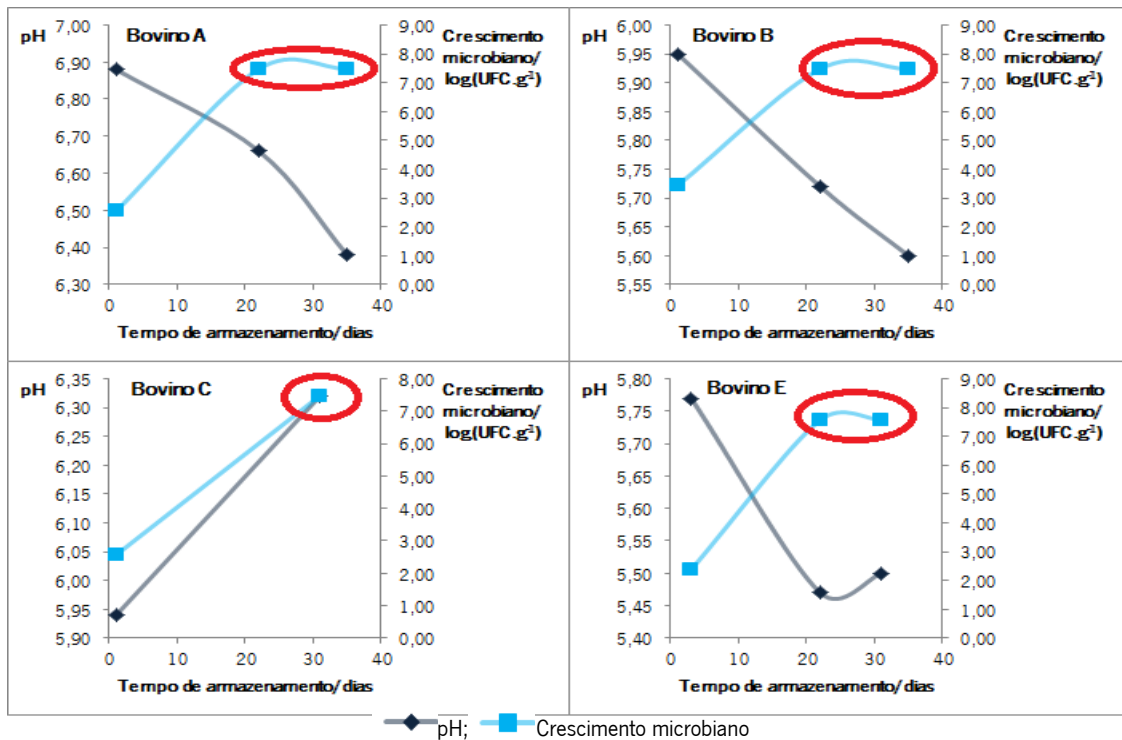 pH
Bovino A
Crescimento
microbiano/
log(UFC.g⁻¹)
7,00
6,90
6,80
6,70
6,60
6,50
6,40
6,30
9,00
8,00
7,00
6,00
5,00
4,00
3,00
2,00
1,00
0,00
0 10 20 30 40
Tempo de armazenamento/dias
pH
Bovino B
Crescimento
microbiano/
log(UFC.g⁻¹)
6,00
5,95
5,90
5,85
5,80
5,75
5,70
5,65
5,60
5,55
9,00
8,00
7,00
6,00
5,00
4,00
3,00
2,00
1,00
0,00
0 10 20 30 40
Tempo de armazenamento/dias
pH
Bovino C
Crescimento
microbiano/
log(UFC.g⁻¹)
6,35
6,30
6,25
6,20
6,15
6,10
6,05
6,00
5,95
5,90
8,00
7,00
6,00
5,00
4,00
3,00
2,00
1,00
0,00
0 10 20 30 40
Tempo de armazenamento/dias
pH
Bovino E
Crescimento
microbiano/
log(UFC.g⁻¹)
5,80
5,75
5,70
5,65
5,60
5,55
5,50
5,45
5,40
9,00
8,00
7,00
6,00
5,00
4,00
3,00
2,00
1,00
0,00
0 10 20 30 40
Tempo de armazenamento/dias
pH; Crescimento microbiano